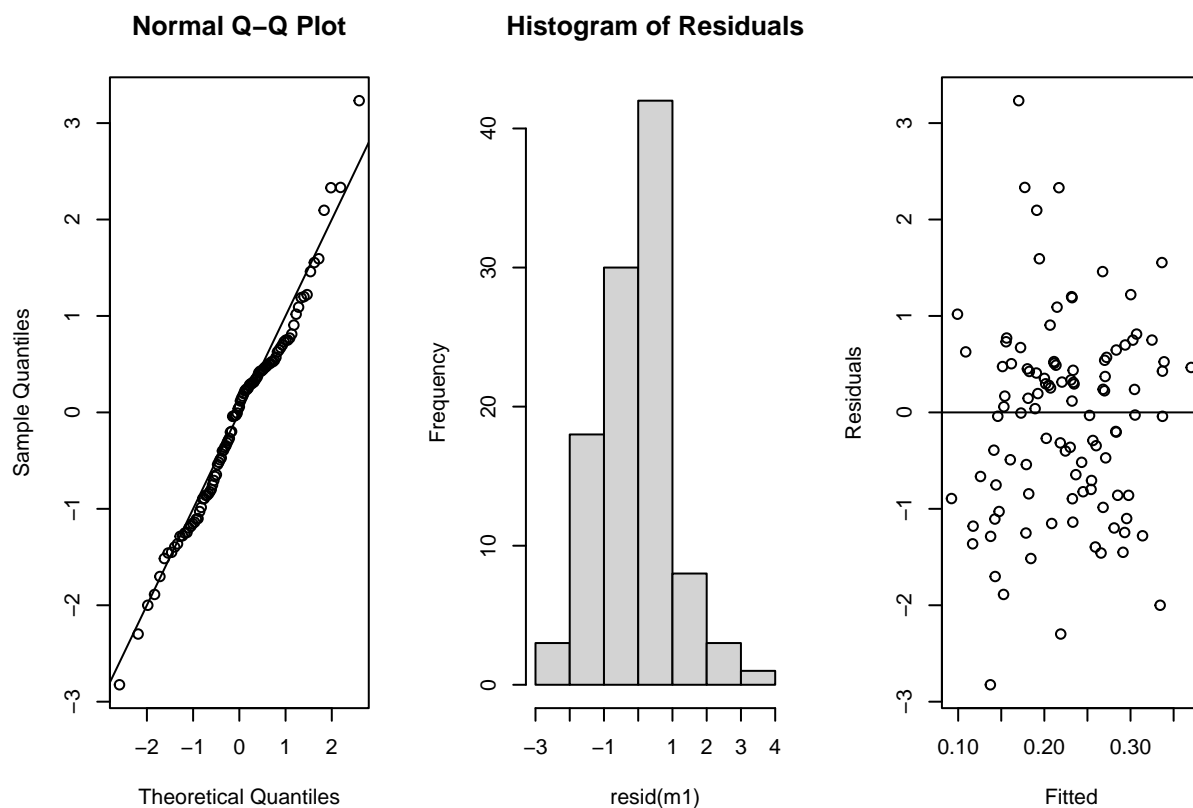 Normal Q−Q Plot
Sample Quantiles
3
2
1
0
−1
−2
−3
−2 −1 0 1 2
Theoretical Quantiles
Histogram of Residuals
Frequency
40
30
20
10
0
−3 −1 1 2 3 4
resid(m1)
Residuals
3
2
1
0
−1
−2
−3
0.10 0.20 0.30
Fitted